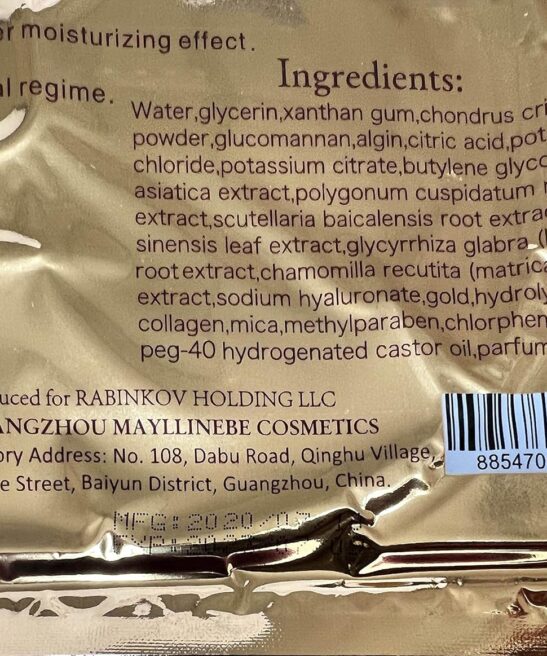 er moisturizing effect.
al regime.
Ingredients:
Water,glycerin,xanthan gum,chondrus cri
powder,glucomannan,algin,citric acid,pot
chloride,potassium citrate,butylene glyco
asiatica extract,polygonum cuspidatum r
extract,scutellaria baicalensis root extra
sinensis leaf extract,glycyrrhiza glabra (l
root extract,chamomilla recutita (matrica
extract,sodium hyaluronate,gold,hydroly
collagen,mica,methylparaben,chlorphen
peg-40 hydrogenated castor oil,parfum
uced for RABINKOV HOLDING LLC
ANGZHOU MAYLLINEBE COSMETICS
ory Address: No. 108, Dabu Road, Qinghu Village,
e Street, Baiyun District, Guangzhou, China.
885470
MFG: 2020/02